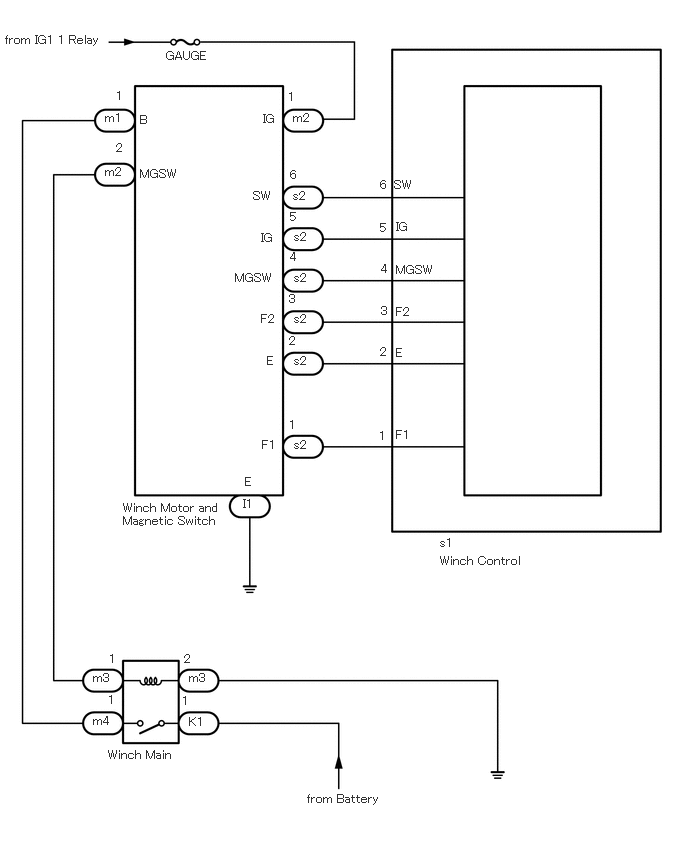 from IG1 1 Relay
GAUGE
1
m1 B
2
m2 MGSW
1
IG m2
6
SW s2
5
IG s2
4
MGSW s2
3
F2 s2
2
E s2
1
F1 s2
E
I1
Winch Motor and
Magnetic Switch
6 SW
5 IG
4 MGSW
3 F2
2 E
1 F1
s1
Winch Control
1
m3
2
m3
1
m4
1
K1
Winch Main
from Battery